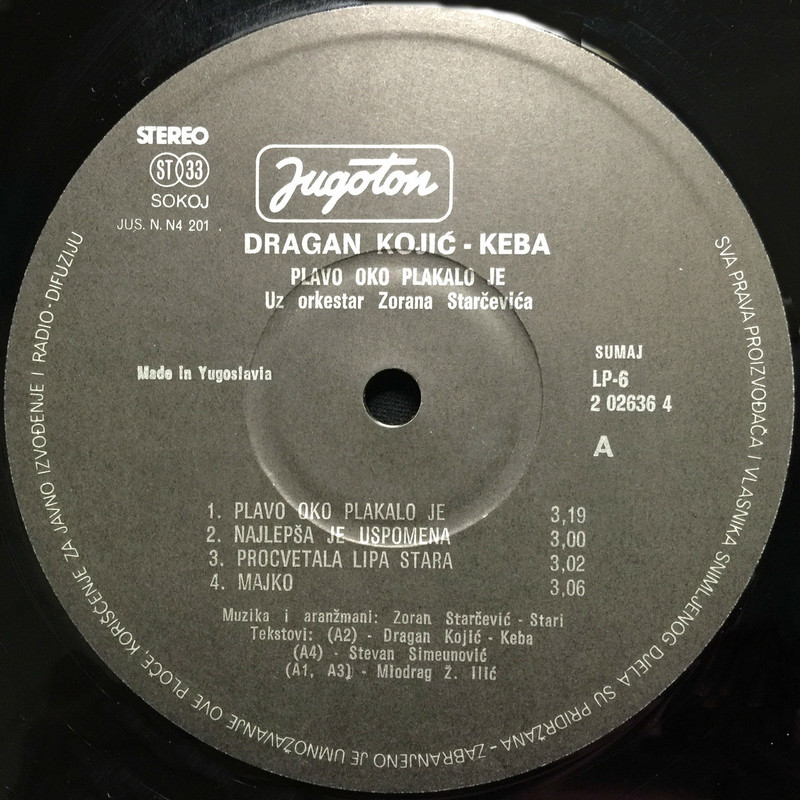 STEREO
ST 33
SOKOJ
JUS. N. N4 201
Jugoton
DRAGAN KOJIĆ - KEBA
PLAVO OKO PLAKALO JE
Uz orkestar Zorana Starčevića
Made In Yugoslavia
SUMAJ
LP-6
2 02636 4
A
1. PLAVO OKO PLAKALO JE 3,19
2. NAJLEPŠA JE USPOMENA 3,00
3. PROCVETALA LIPA STARA 3,02
4. MAJKO 3,06
Muzika i aranžmani: Zoran Starčević - Stari
Tekstovi: (A2) - Dragan Kojić - Keba
(A4) - Stevan Simeunović
(A1, A3) - Mlodrag Ž. Ilić
SVA PRAVA PROIZVOĐAČA I VLASNIKA SNIMLJENOG DJELA SU PRIDRŽANA - ZABRANJENO JE UMNOŽAVANJE OVE PLOČE, KORIŠĆENJE ZA JAVNO IZVOĐENJE I RADIO-DIFUZIJU